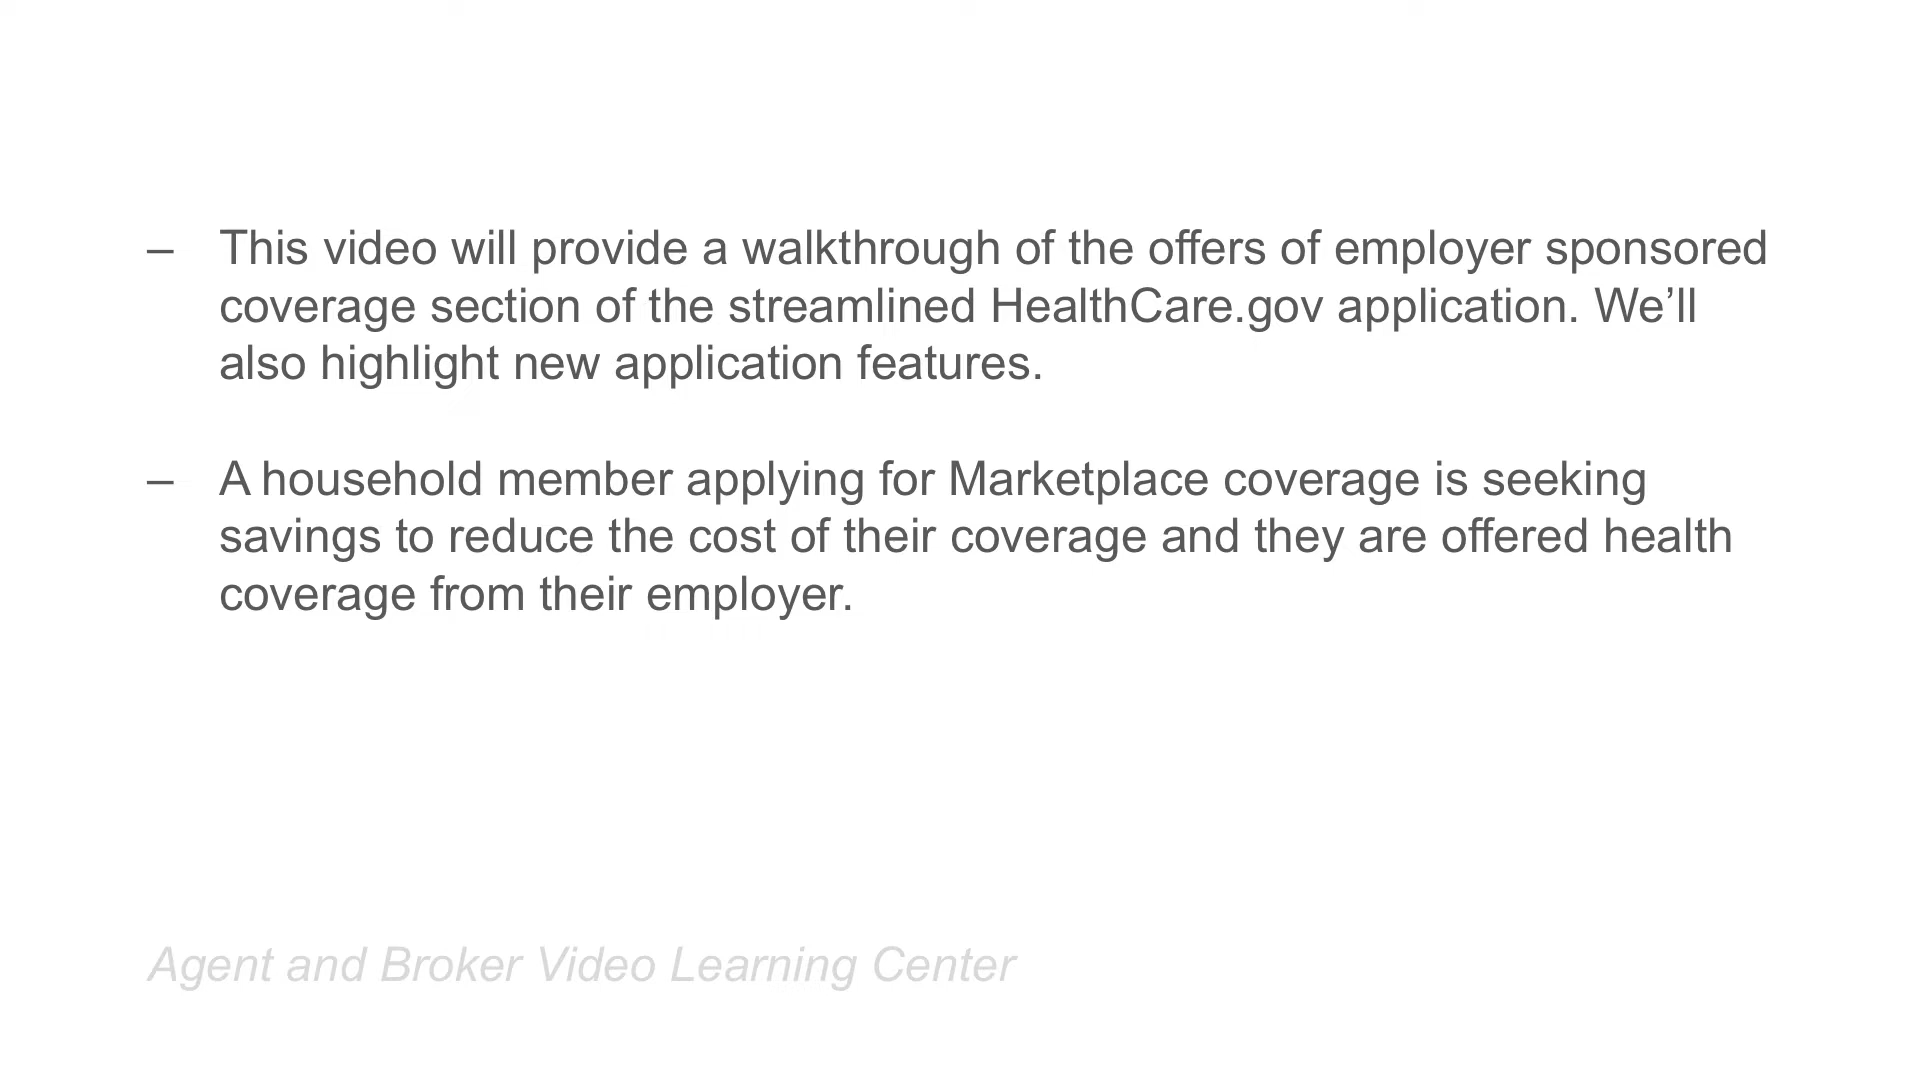 – This video will provide a walkthrough of the offers of employer sponsored
coverage section of the streamlined HealthCare.gov application. We’ll
also highlight new application features.
– A household member applying for Marketplace coverage is seeking
savings to reduce the cost of their coverage and they are offered health
coverage from their employer.
Agent and Broker Video Learning Center